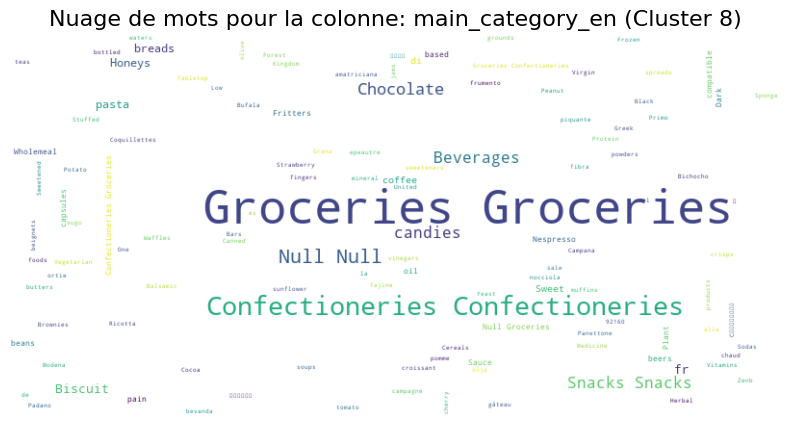 Nuage de mots pour la colonne: main_category_en (Cluster 8)
waters
grounds
Frozen
bottled
breads
olive
Forest
based
teas
Honeys
Kingdom
di
Groceries Confectioneries
Virgin
compatible
Tabletop
amatriciana
jams
spreads
Low
Chocolate
frumento
Peanut
Dark
Sponge
pasta
Bufala
Black
Stuffed
Fritters
piquante
Primo
Greek
Coquillettes
Protein
Wholemeal
Grana
epeautre
Beverages
powders
Potato
Strawberry
sweeteners
fibra
Sweetened
Confectioneries Groceries
fingers
mineral
coffee
United
Bichocho
capsules
Groceries Groceries
sugo
beignets
candies
Campana
Waffles
Bars
Canned
Nespresso
One
foods
Vegetarian
Null Null
vinegars
sale
crisps
ortie
la
oil
nocciola
butters
Balsamic
sunflower
Tajima
Sweet
muffins
products
Confectioneries Confectioneries
Yeast
Brownies
Ricotta
Null Groceries
92160
Panettone
Plant
alla
beans
Cereals
Medicine
Sodas
Modena
pomme
Sauce
beers
chaud
Cocoa
soups
croissant
fr
Vitamins
Biscuit
Snacks Snacks
Zenb
de
pain
campagne
cherry
Herbal
Padano
bevanda
tomato
gâteau